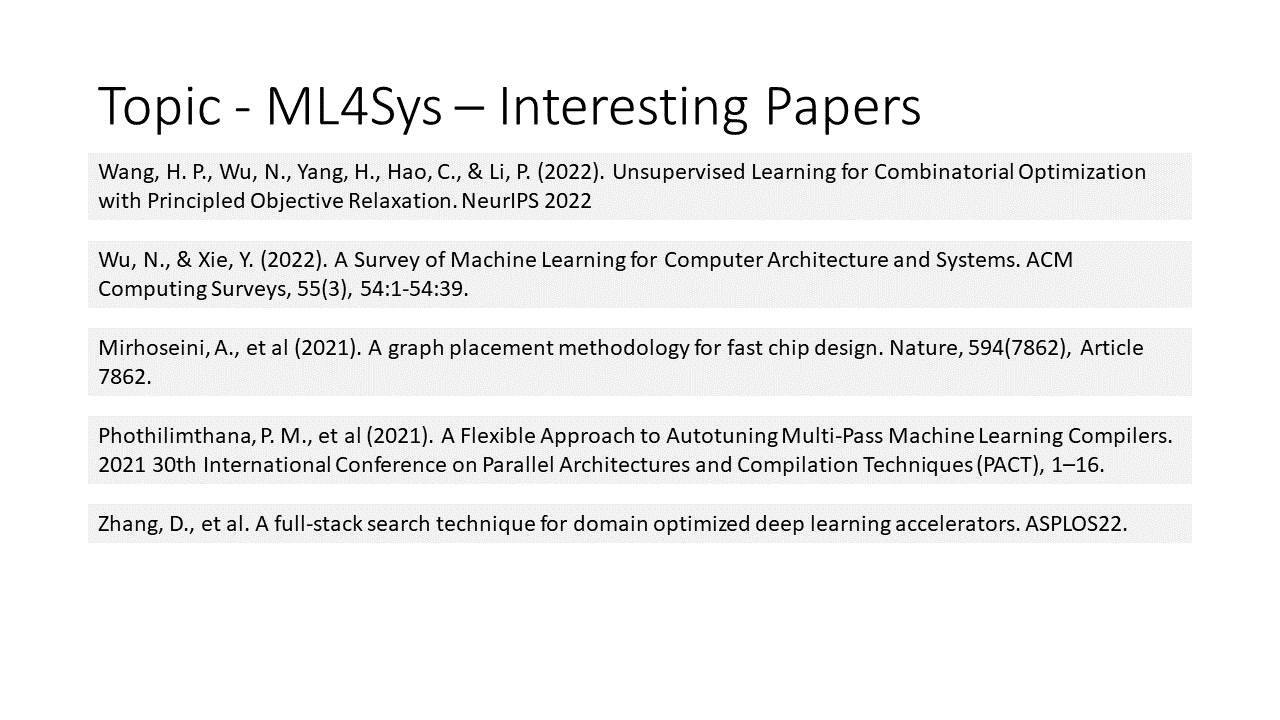 Topic - ML4Sys – Interesting Papers
Wang, H. P., Wu, N., Yang, H., Hao, C., & Li, P. (2022). Unsupervised Learning for Combinatorial Optimization
with Principled Objective Relaxation. NeurIPS 2022
Wu, N., & Xie, Y. (2022). A Survey of Machine Learning for Computer Architecture and Systems. ACM
Computing Surveys, 55(3), 54:1-54:39.
Mirhoseini, A., et al (2021). A graph placement methodology for fast chip design. Nature, 594(7862), Article
7862.
Phothilimthana, P. M., et al (2021). A Flexible Approach to Autotuning Multi-Pass Machine Learning Compilers.
2021 30th International Conference on Parallel Architectures and Compilation Techniques (PACT), 1–16.
Zhang, D., et al. A full-stack search technique for domain optimized deep learning accelerators. ASPLOS22.